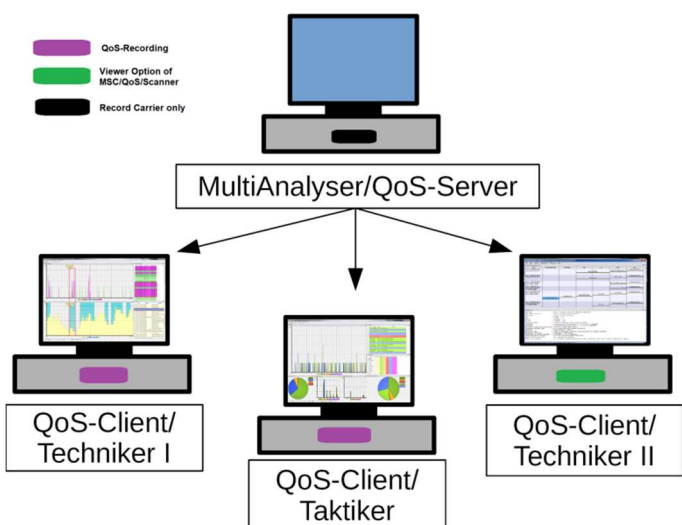 QoS-Recording
Viewer Option of
MSC/QoS/Scanner
Record Carrier only
MultiAnalyser/QoS-Server
QoS-Client/
Techniker I
QoS-Client/
Taktiker
QoS-Client/
Techniker II